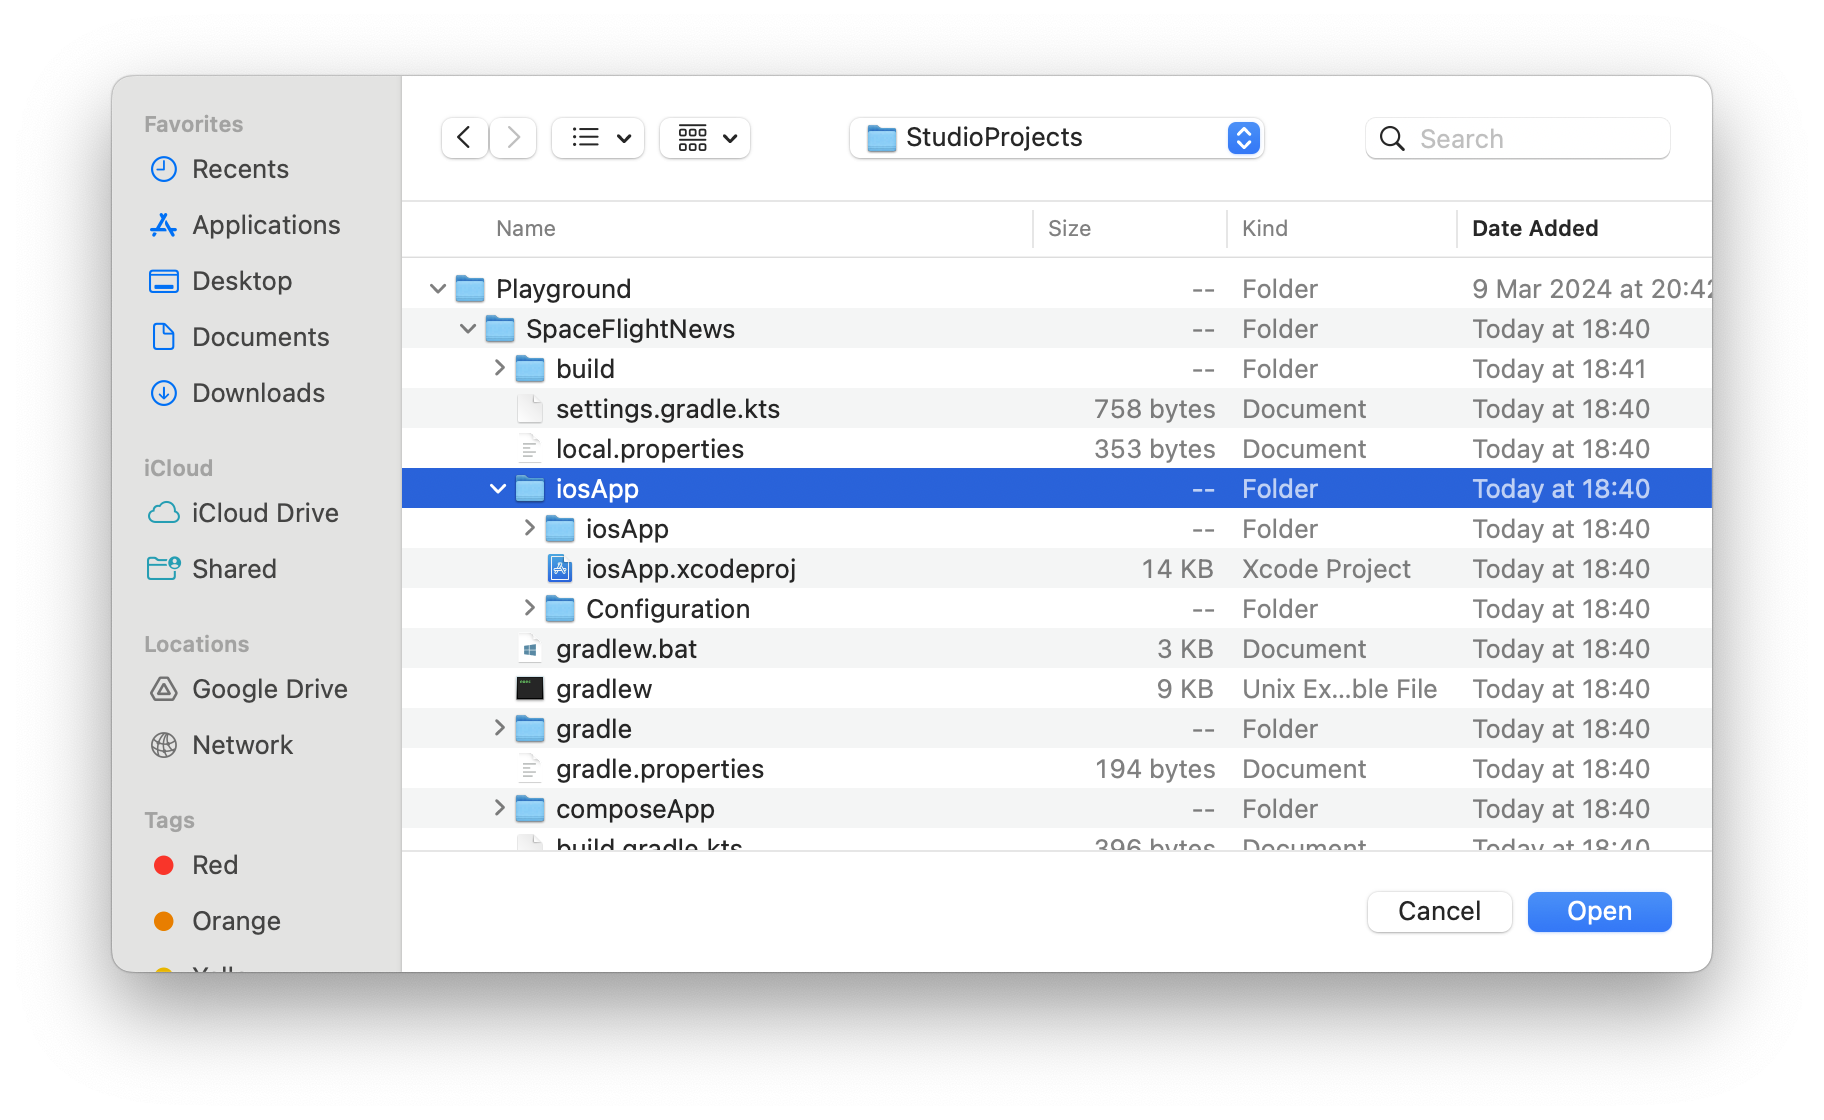 Favorites
Recents
Applications
Desktop
Documents
Downloads
iCloud
iCloud Drive
Shared
Locations
Google Drive
Network
Tags
Red
Orange
StudioProjects
Search
Name Size Kind Date Added
Playground -- Folder 9 Mar 2024 at 20:42
SpaceFlightNews -- Folder Today at 18:40
build -- Folder Today at 18:41
settings.gradle.kts 758 bytes Document Today at 18:40
local.properties 353 bytes Document Today at 18:40
iosApp -- Folder Today at 18:40
iosApp -- Folder Today at 18:40
iosApp.xcodeproj 14 KB Xcode Project Today at 18:40
Configuration -- Folder Today at 18:40
gradlew.bat 3 KB Document Today at 18:40
gradlew 9 KB Unix Ex...ble File Today at 18:40
gradle -- Folder Today at 18:40
gradle.properties 194 bytes Document Today at 18:40
composeApp -- Folder Today at 18:40
build.gradle.kts 396 bytes Document Today at 18:40
Cancel Open